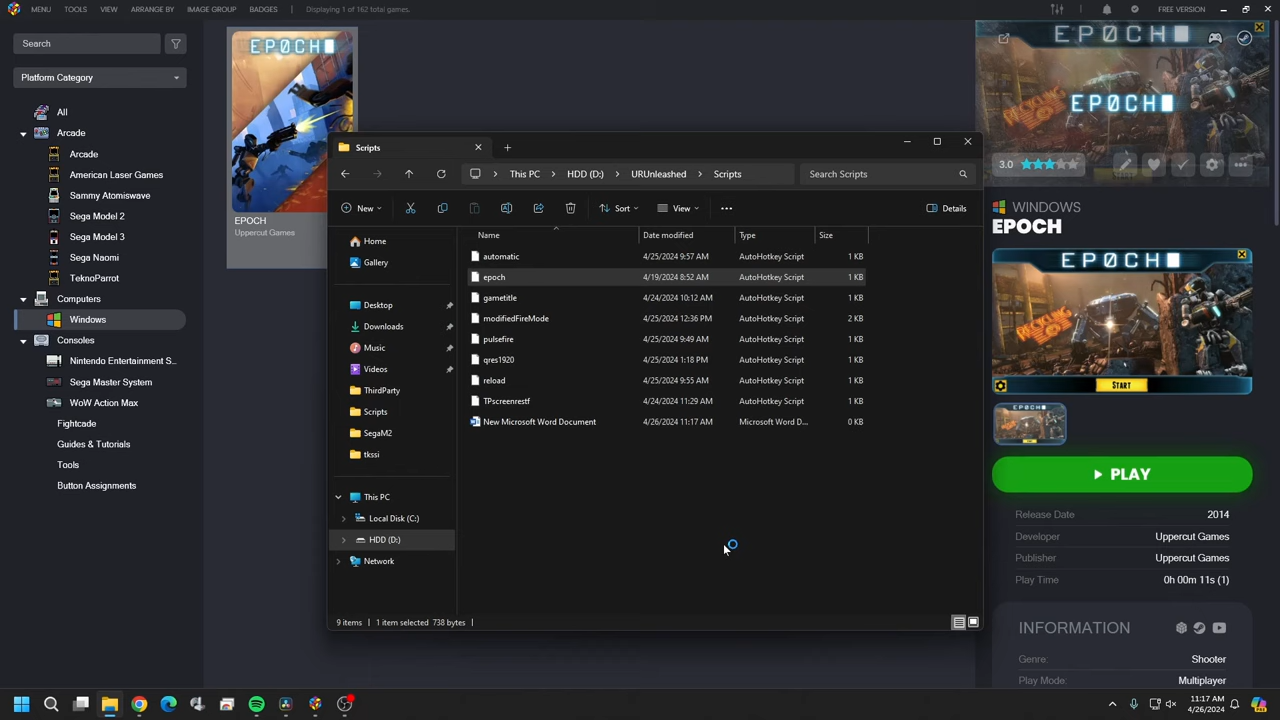 MENU TOOLS VIEW ARRANGE BY IMAGE GROUP BADGES Displaying 1 of 162 total games. FREE VERSION
Search
Platform Category
All
Arcade
Arcade
American Laser Games
Sammy Atomiswave
Sega Model 2
Sega Model 3
Sega Naomi
TeknoParrot
Computers
Windows
Consoles
Nintendo Entertainment S...
Sega Master System
WoW Action Max
Fightcade
Guides & Tutorials
Tools
Button Assignments
EPOCH
EPOCH
Uppercut Games
Scripts
This PC > HDD (D:) > URUnleashed > Scripts
Search Scripts
New Sort View ... Details
Home
Gallery
Desktop
Downloads
Music
Videos
ThirdParty
Scripts
SegaM2
tkssi
This PC
Local Disk (C:)
HDD (D:)
Network
Name Date modified Type Size
automatic 4/25/2024 9:57 AM AutoHotkey Script 1 KB
epoch 4/19/2024 8:52 AM AutoHotkey Script 1 KB
gametitle 4/24/2024 10:12 AM AutoHotkey Script 1 KB
modifiedFireMode 4/25/2024 12:36 PM AutoHotkey Script 2 KB
pulsefire 4/25/2024 9:49 AM AutoHotkey Script 1 KB
qres1920 4/25/2024 1:18 PM AutoHotkey Script 1 KB
reload 4/25/2024 9:55 AM AutoHotkey Script 1 KB
TPscreenrestf 4/24/2024 11:29 AM AutoHotkey Script 1 KB
New Microsoft Word Document 4/26/2024 11:17 AM Microsoft Word D... 0 KB
9 items 1 item selected 738 bytes
EPOCH
EPOCH
3.0
WINDOWS
EPOCH
EPOCH
START
PLAY
Release Date 2014
Developer Uppercut Games
Publisher Uppercut Games
Play Time 0h 00m 11s (1)
INFORMATION
Genre: Shooter
Play Mode: Multiplayer
11:17 AM
4/26/2024